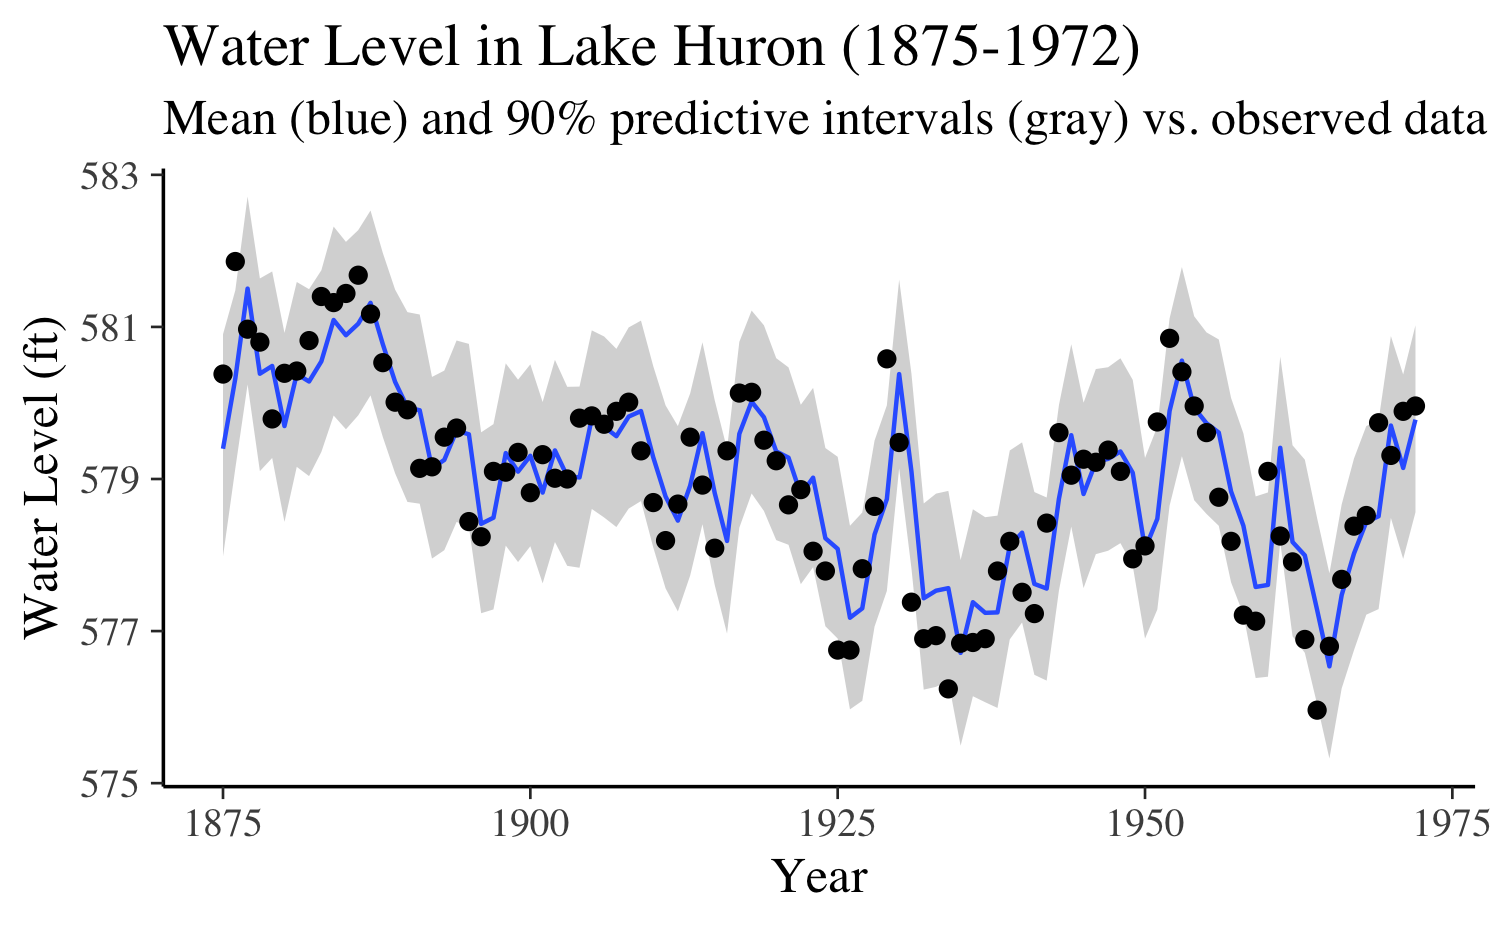 Water Level in Lake Huron (1875-1972)
Mean (blue) and 90% predictive intervals (gray) vs. observed data
Water Level (ft)
583
581
579
577
575
1875 1900 1925 1950 1975
Year